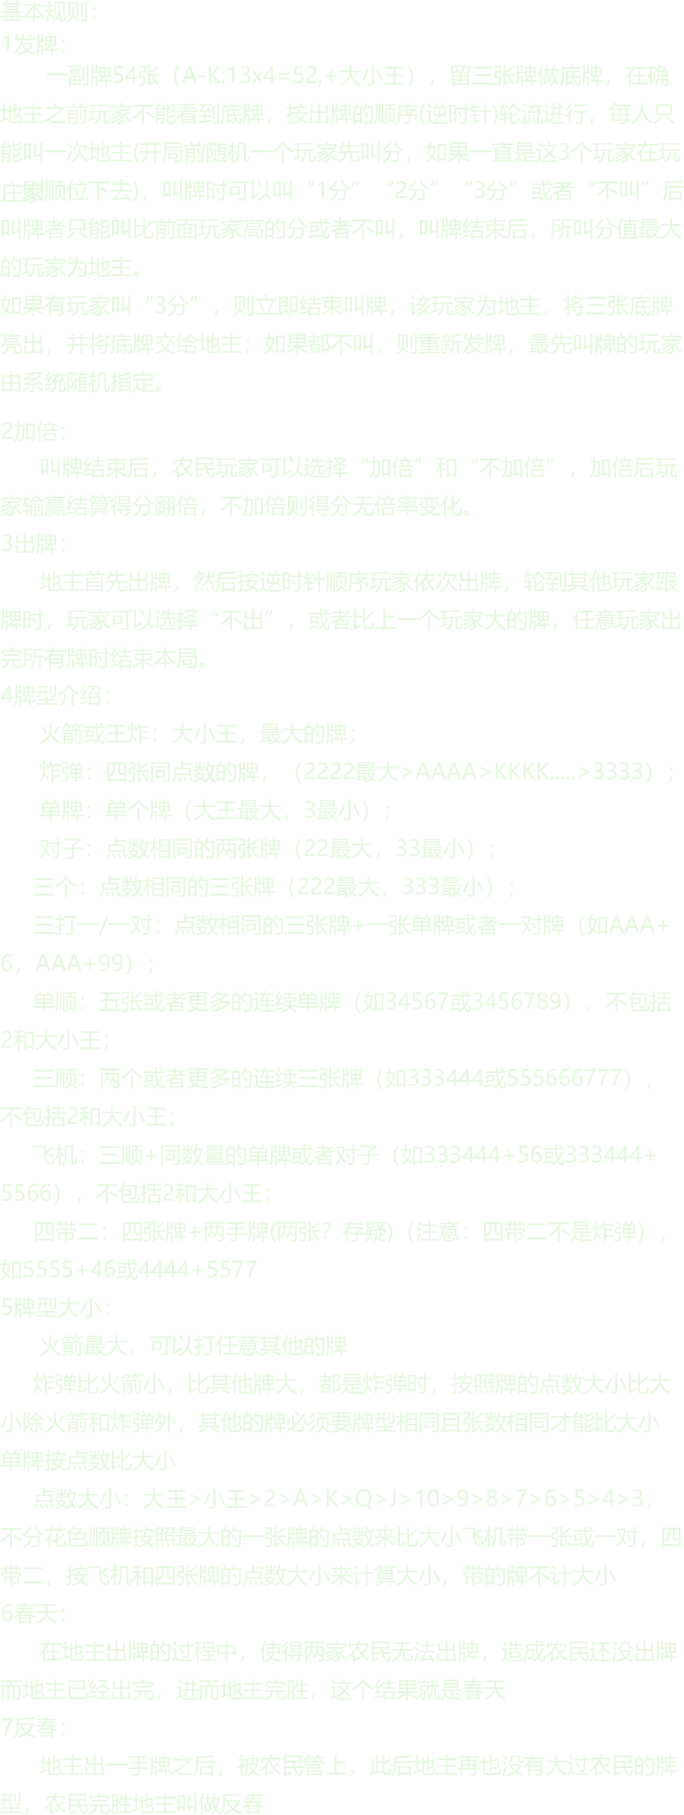 基本规则：
1发牌：
一副牌54张（A-K:13x4=52,+大小王），留三张牌做底牌，在确
地主之前玩家不能看到底牌，按出牌的顺序(逆时针)轮流进行，每人只
能叫一次地主(开局前随机一个玩家先叫分，如果一直是这3个玩家在玩
则顺位下去)，叫牌时可以叫“1分”“2分”“3分”或者“不叫”后
叫牌者只能叫比前面玩家高的分或者不叫，叫牌结束后，所叫分值最大
的玩家为地主。
如果有玩家叫“3分”，则立即结束叫牌，该玩家为地主，将三张底牌
亮出，并将底牌交给地主；如果都不叫，则重新发牌，最先叫牌的玩家
由系统随机指定。
2加倍：
叫牌结束后，农民玩家可以选择“加倍”和“不加倍”，加倍后玩
家输赢结算得分翻倍，不加倍则得分无倍率变化。
3出牌：
地主首先出牌，然后按逆时针顺序玩家依次出牌，轮到其他玩家跟
牌时，玩家可以选择“不出”，或者比上一个玩家大的牌，任意玩家出
完所有牌时结束本局。
4牌型介绍：
火箭或王炸：大小王，最大的牌；
炸弹：四张同点数的牌，（2222最大>AAAA>KKKK.....>3333）；
单牌：单个牌（大王最大，3最小）；
对子：点数相同的两张牌（22最大，33最小）；
三个：点数相同的三张牌（222最大，333最小）；
三打一/一对：点数相同的三张牌+一张单牌或者一对牌（如AAA+
6，AAA+99）；
单顺：五张或者更多的连续单牌（如34567或3456789），不包括
2和大小王；
三顺：两个或者更多的连续三张牌（如333444或555666777），
不包括2和大小王；
飞机：三顺+同数量的单牌或者对子（如333444+56或333444+
5566），不包括2和大小王；
四带二：四张牌+两手牌(两张？存疑)（注意：四带二不是炸弹），
如5555+46或4444+5577
5牌型大小：
火箭最大，可以打任意其他的牌
炸弹比火箭小，比其他牌大，都是炸弹时，按照牌的点数大小比大
小除火箭和炸弹外，其他的牌必须要牌型相同且张数相同才能比大小
单牌按点数比大小
点数大小：大王>小王>2>A>K>Q>J>10>9>8>7>6>5>4>3，
不分花色顺牌按照最大的一张牌的点数来比大小飞机带一张或一对，四
带二，按飞机和四张牌的点数大小来计算大小，带的牌不计大小
6春天：
在地主出牌的过程中，使得两家农民无法出牌，造成农民还没出牌
而地主已经出完，进而地主完胜，这个结果就是春天
7反春：
地主出一手牌之后，被农民管上，此后地主再也没有大过农民的牌
型，农民完胜地主叫做反春